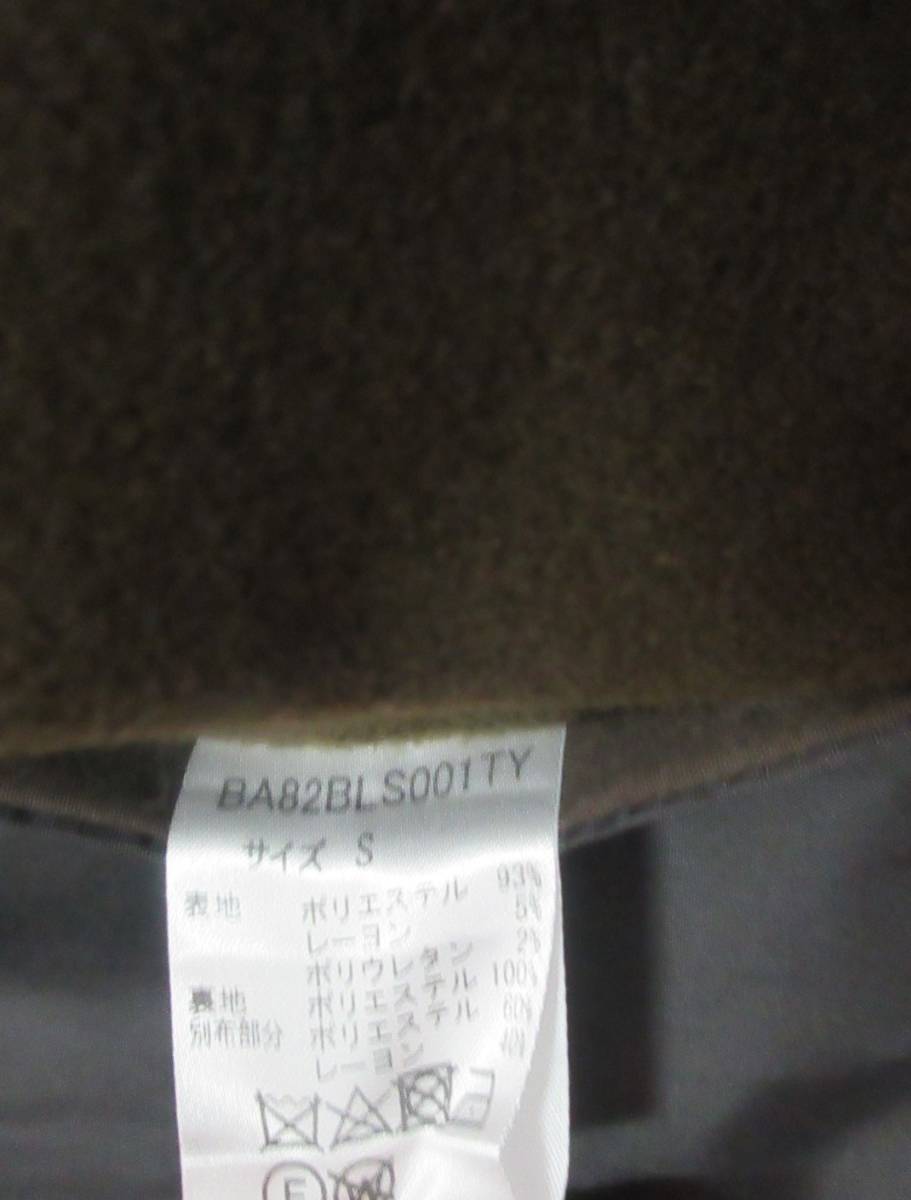 BA82BLS001TY
サイズ S
表地 ポリエステル 93%
レーヨン 5%
ポリウレタン 2%
裏地 ポリエステル 100%
別布部分 ポリエステル 60%
レーヨン 40%
F